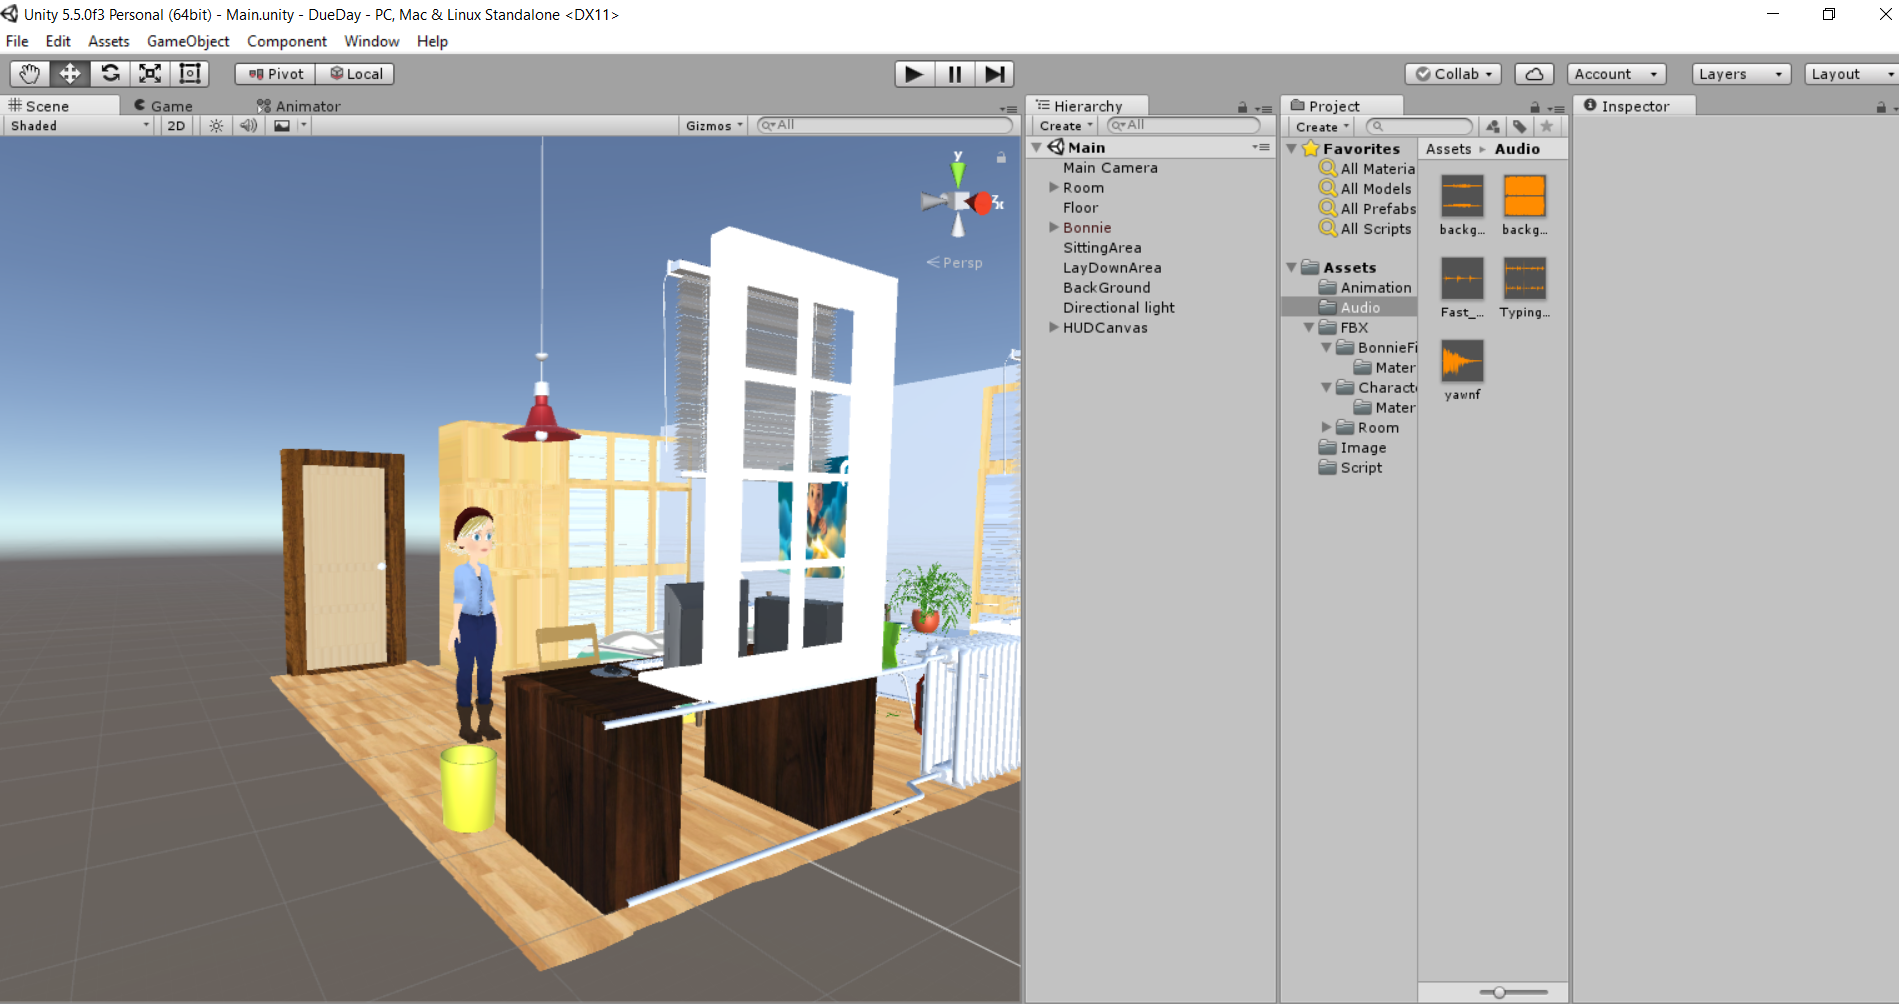 Unity 5.5.0f3 Personal (64bit) - Main.unity - DueDay - PC, Mac & Linux Standalone <DX11>
File Edit Assets GameObject Component Window Help
Pivot Local Collab Account Layers Layout
Scene Game Animator
Shaded 2D Gizmos All
y
x
Persp
Hierarchy
Create All
Main
Main Camera
Room
Floor
Bonnie
SittingArea
LayDownArea
BackGround
Directional light
HUDCanvas
Project
Create
Favorites
All Materia
All Models
All Prefabs
All Scripts
Assets
Animation
Audio
FBX
BonnieFi
Mater
Characte
Mater
Room
Image
Script
Assets Audio
backg... backg...
Fast_... Typing...
yawnf
Inspector